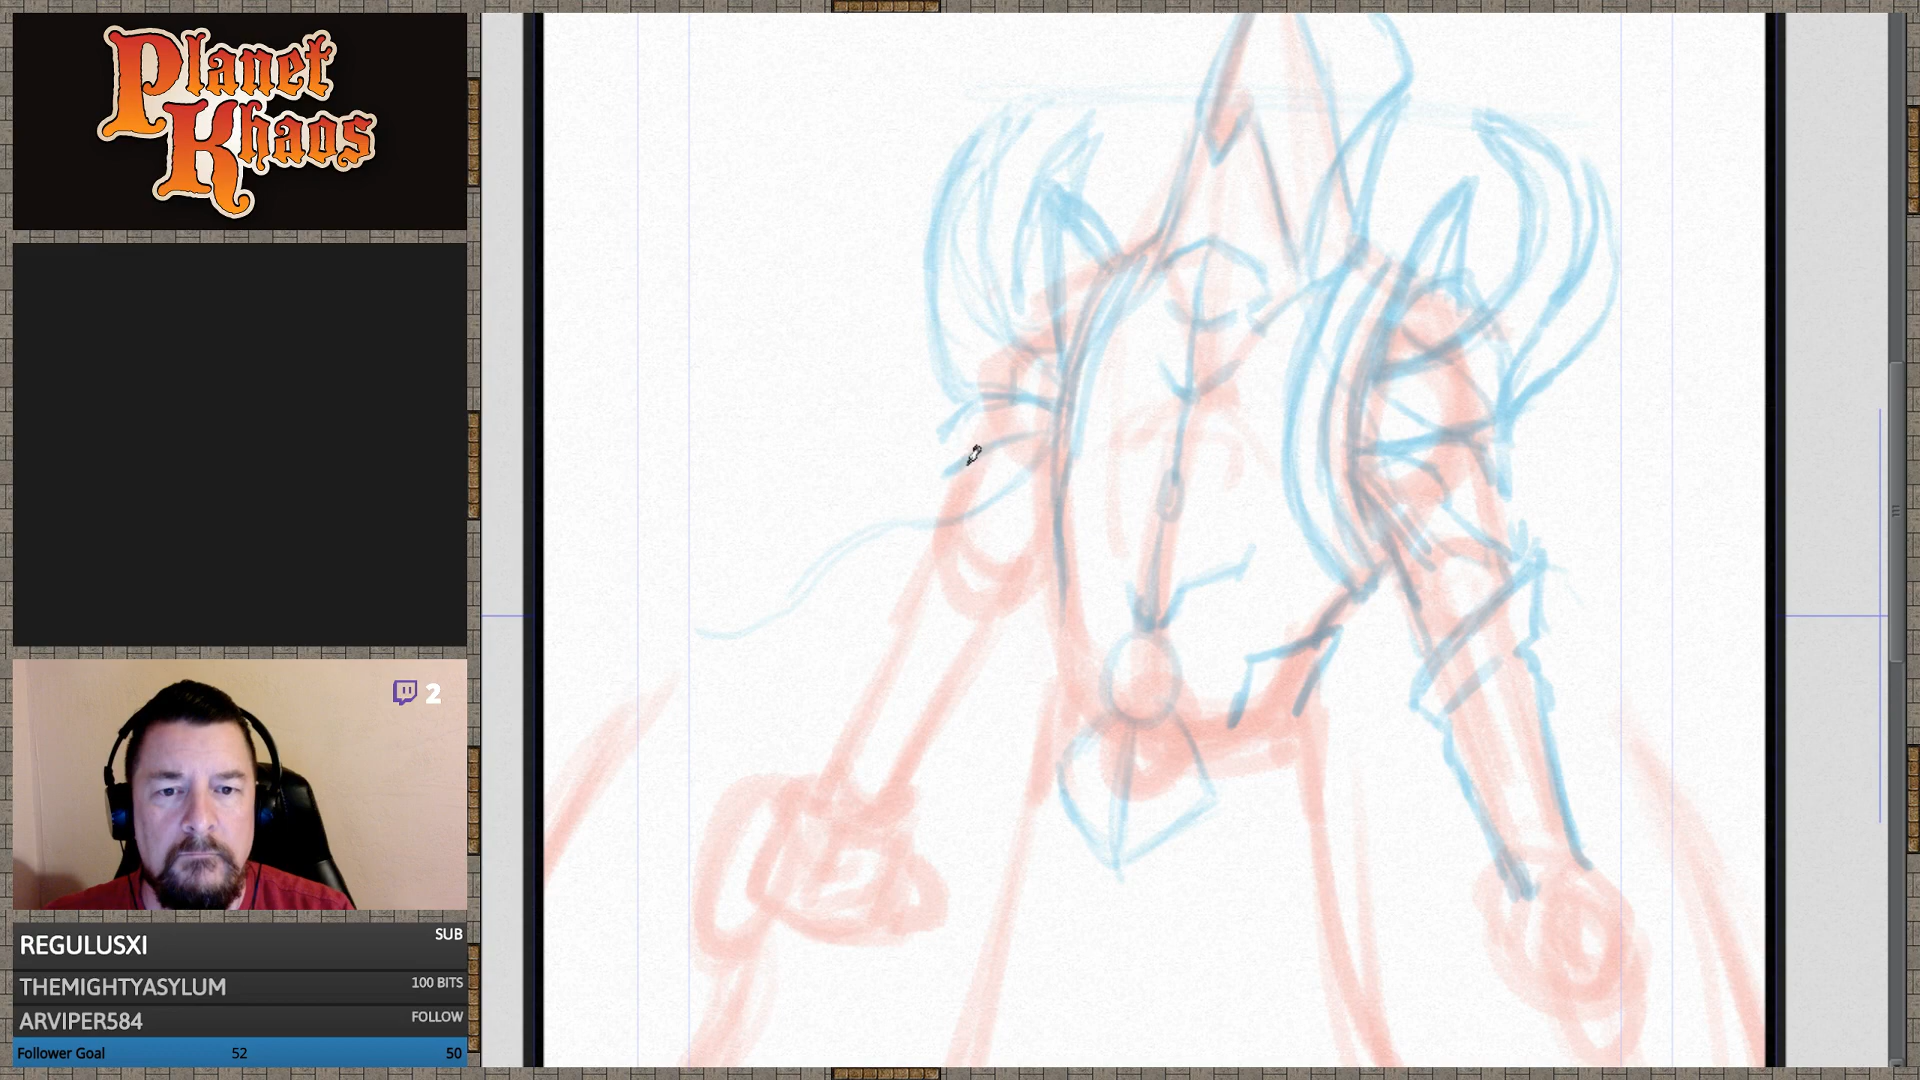 Planet
Khaos
2
REGULUSXI SUB
THEMIGHTYASYLUM 100 BITS
ARVIPER584 FOLLOW
Follower Goal 52 50